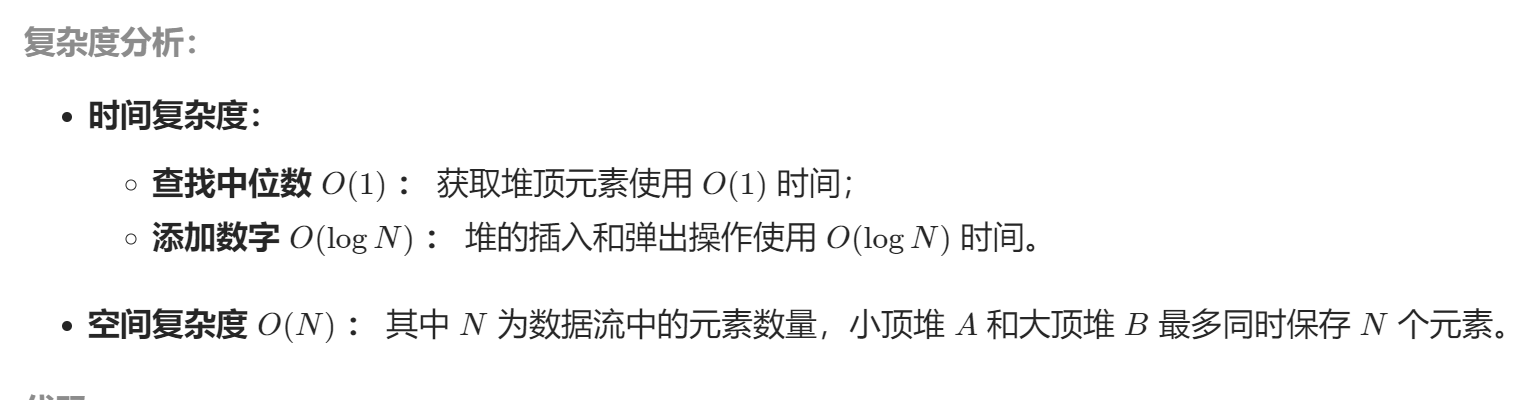 复杂度分析：
• 时间复杂度：
◦ 查找中位数 O(1) ： 获取堆顶元素使用 O(1) 时间；
◦ 添加数字 O(log N) ： 堆的插入和弹出操作使用 O(log N) 时间。
• 空间复杂度 O(N) ： 其中 N 为数据流中的元素数量，小顶堆 A 和大顶堆 B 最多同时保存 N 个元素。